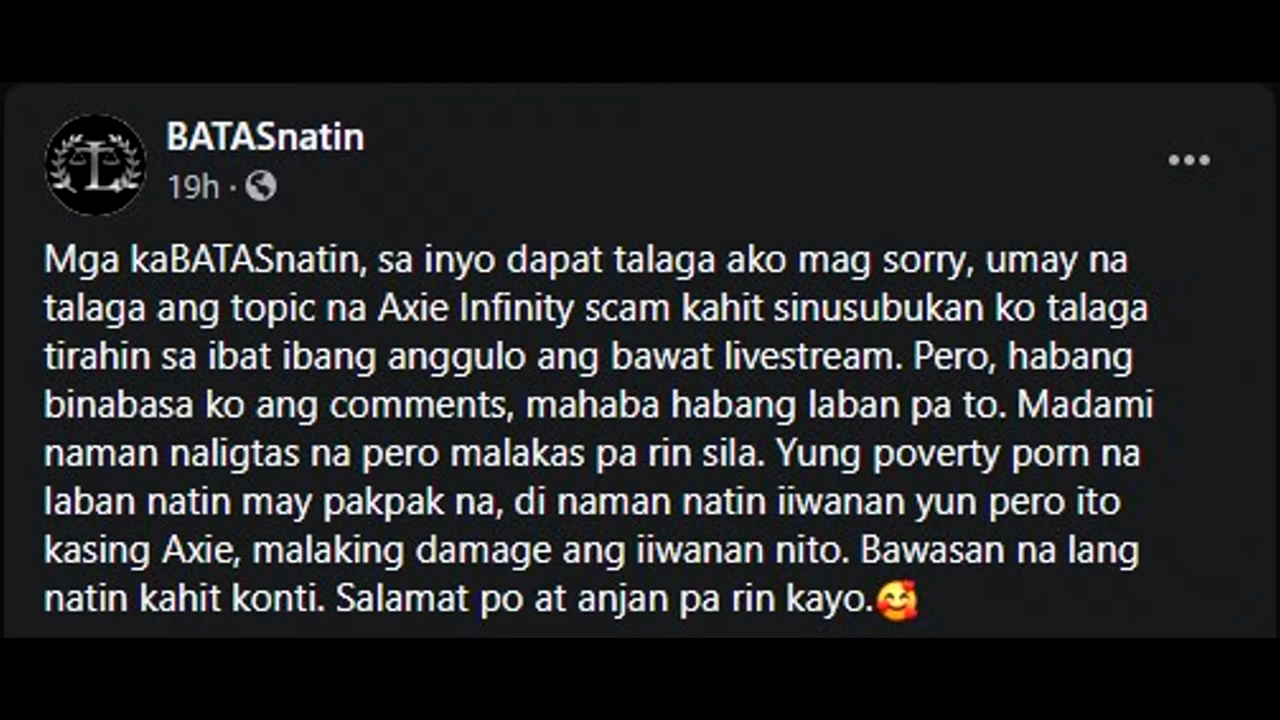 BATASnatin
19h ·
Mga kaBATASnatin, sa inyo dapat talaga ako mag sorry, umay na
talaga ang topic na Axie Infinity scam kahit sinusubukan ko talaga
tirahin sa ibat ibang anggulo ang bawat livestream. Pero, habang
binabasa ko ang comments, mahaba habang laban pa to. Madami
naman naligtas na pero malakas pa rin sila. Yung poverty porn na
laban natin may pakpak na, di naman natin iiwanan yun pero ito
kasing Axie, malaking damage ang iiwanan nito. Bawasan na lang
natin kahit konti. Salamat po at anjan pa rin kayo.🥰